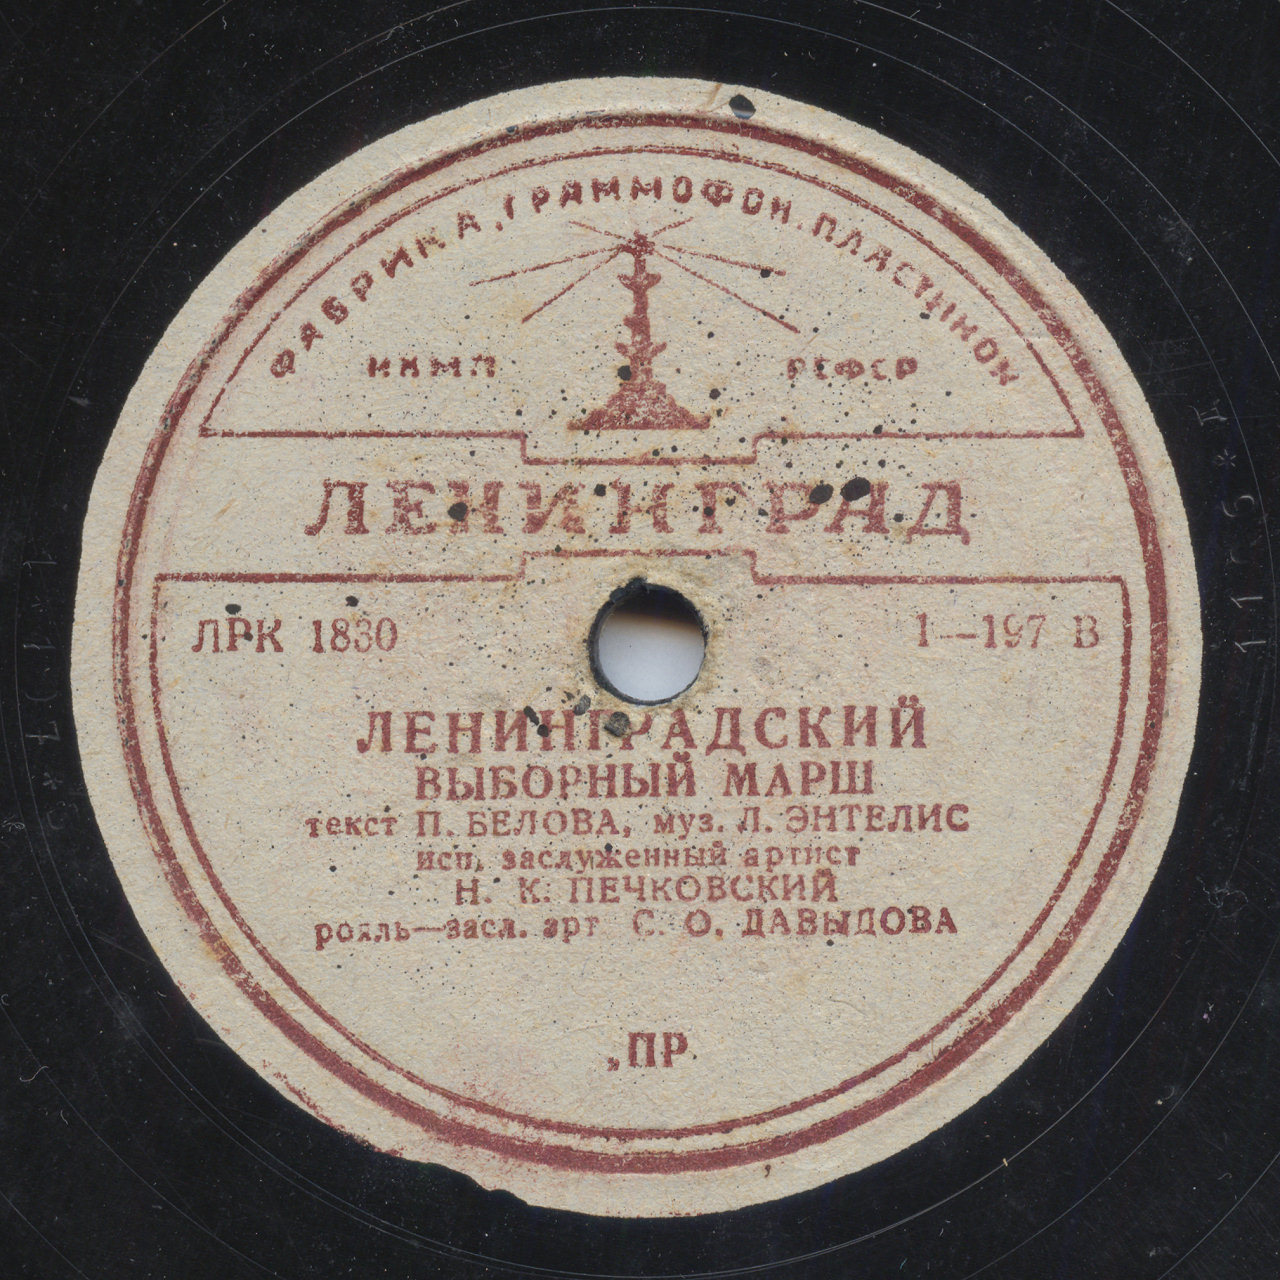 ФАБРИКА ГРАММОФОН. ПЛАСТИНОК
НКМП РСФСР
ЛЕНИНГРАД
ЛРК 1830 1—197 В
ЛЕНИНГРАДСКИЙ
ВЫБОРНЫЙ МАРШ
текст П. БЕЛОВА, муз. Л. ЭНТЕЛИС
исп. заслуженный артист
Н. К. ПЕЧКОВСКИЙ
рояль—засл. арт. С. О. ДАВЫДОВА
ПР